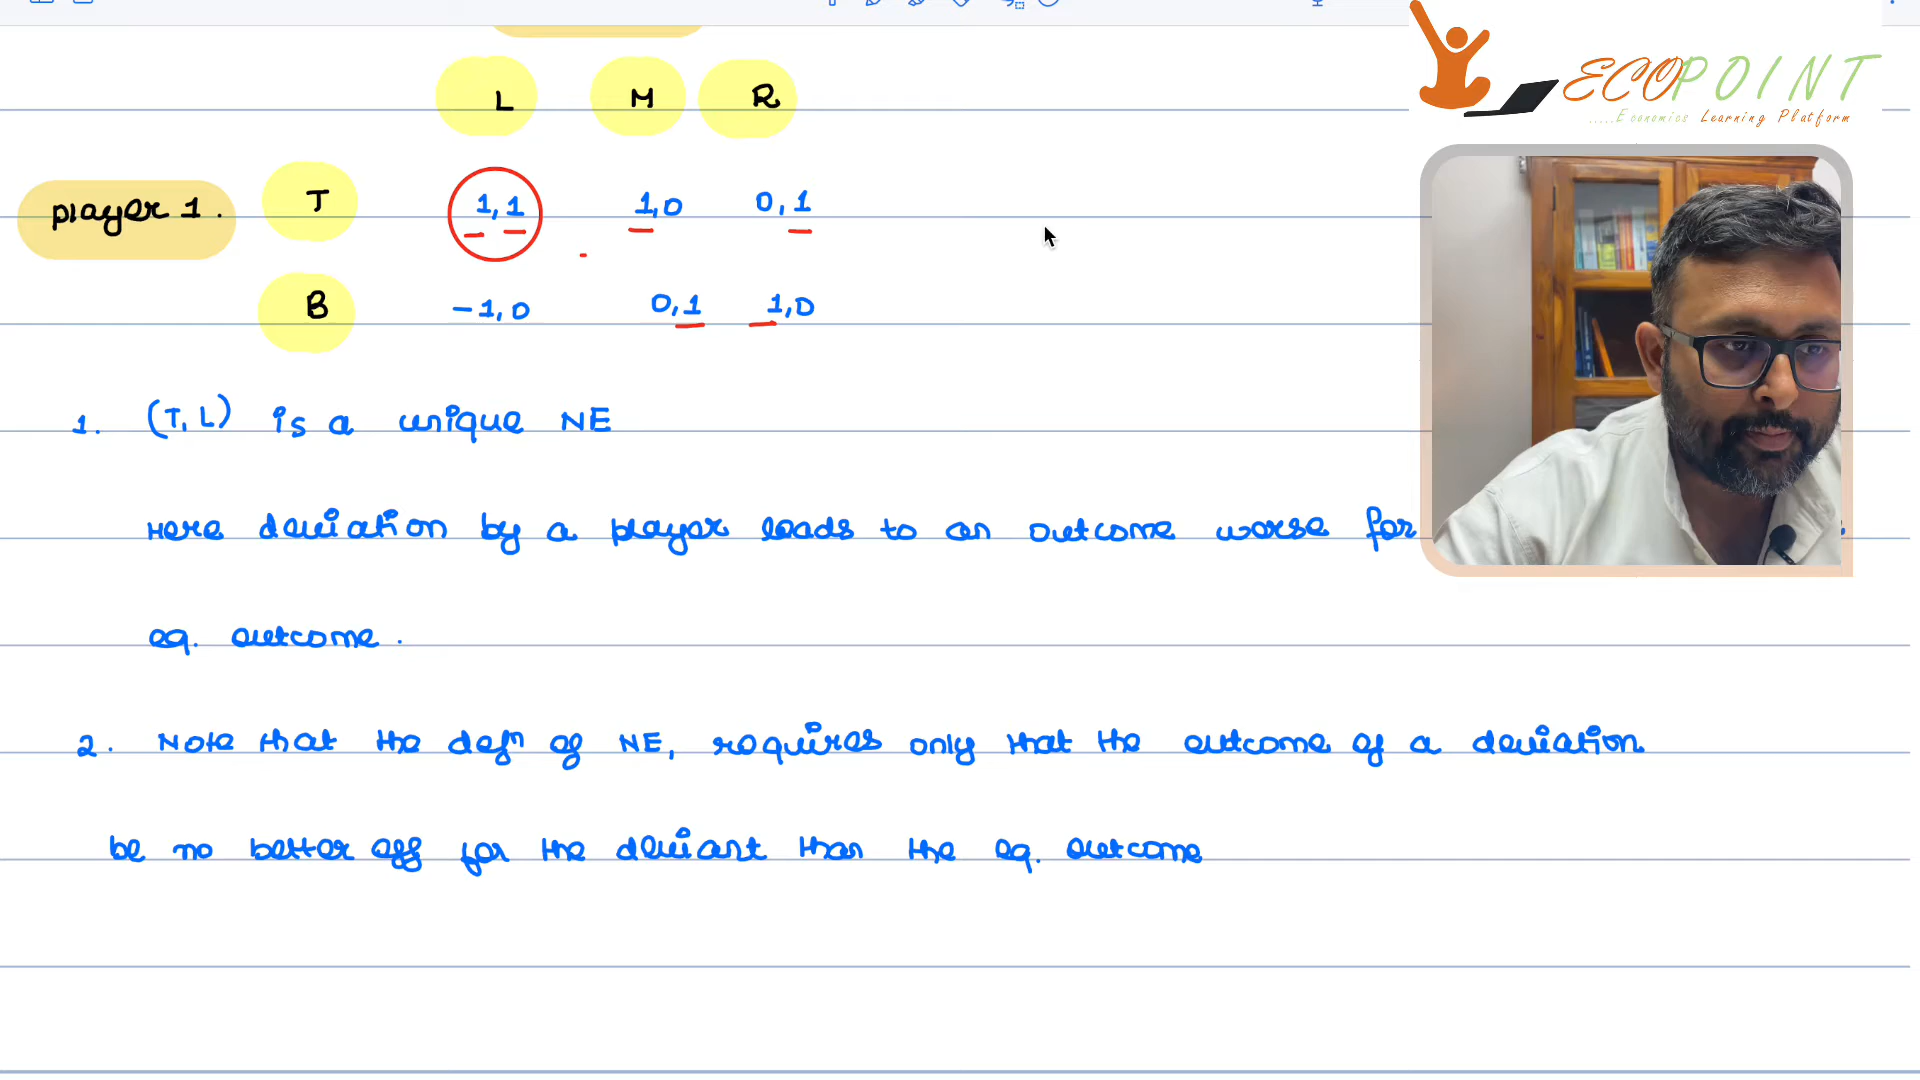 ECOPOINT
.....Economics Learning Platform
L M R
player 1. T 1,1 1,0 0,1
B -1,0 0,1 1,0
1. (T, L) is a unique NE
Here deviation by a player leads to an outcome worse for
eq. outcome.
2. Note that the defn of NE, requires only that the outcome of a deviation
be no better off for the deviant than the eq. outcome